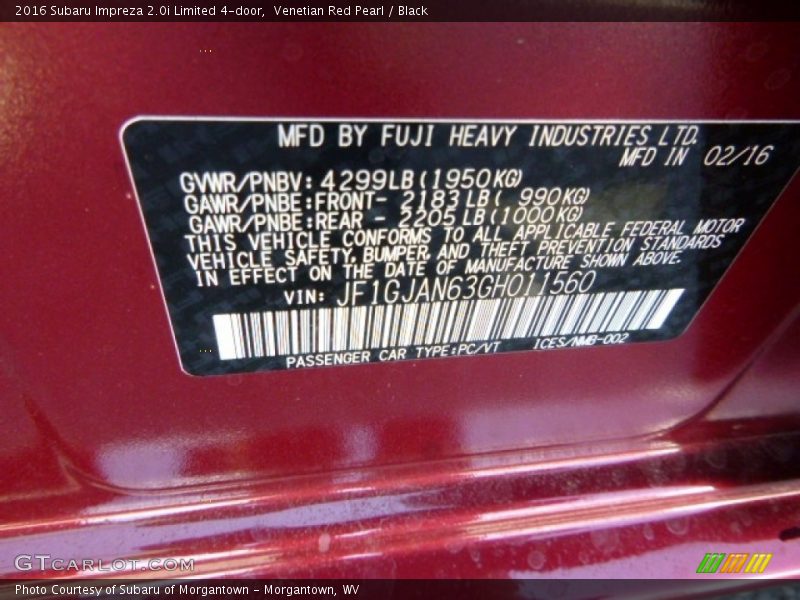 2016 Subaru Impreza 2.0i Limited 4-door,  Venetian Red Pearl / Black
MFD BY FUJI HEAVY INDUSTRIES LTD.
MFD IN 02/16
GVWR/PNBV: 4299LB(1950KG)
GAWR/PNBE:FRONT- 2183LB( 990KG)
GAWR/PNBE:REAR - 2205LB(1000KG)
THIS VEHICLE CONFORMS TO ALL APPLICABLE FEDERAL MOTOR
VEHICLE SAFETY, BUMPER, AND THEFT PREVENTION STANDARDS
IN EFFECT ON THE DATE OF MANUFACTURE SHOWN ABOVE.
VIN: JF1GJAN63GH011560
PASSENGER CAR TYPE:PC/VT ICES/NMB-002
GTCarLot.com
Photo Courtesy of Subaru of Morgantown - Morgantown, WV